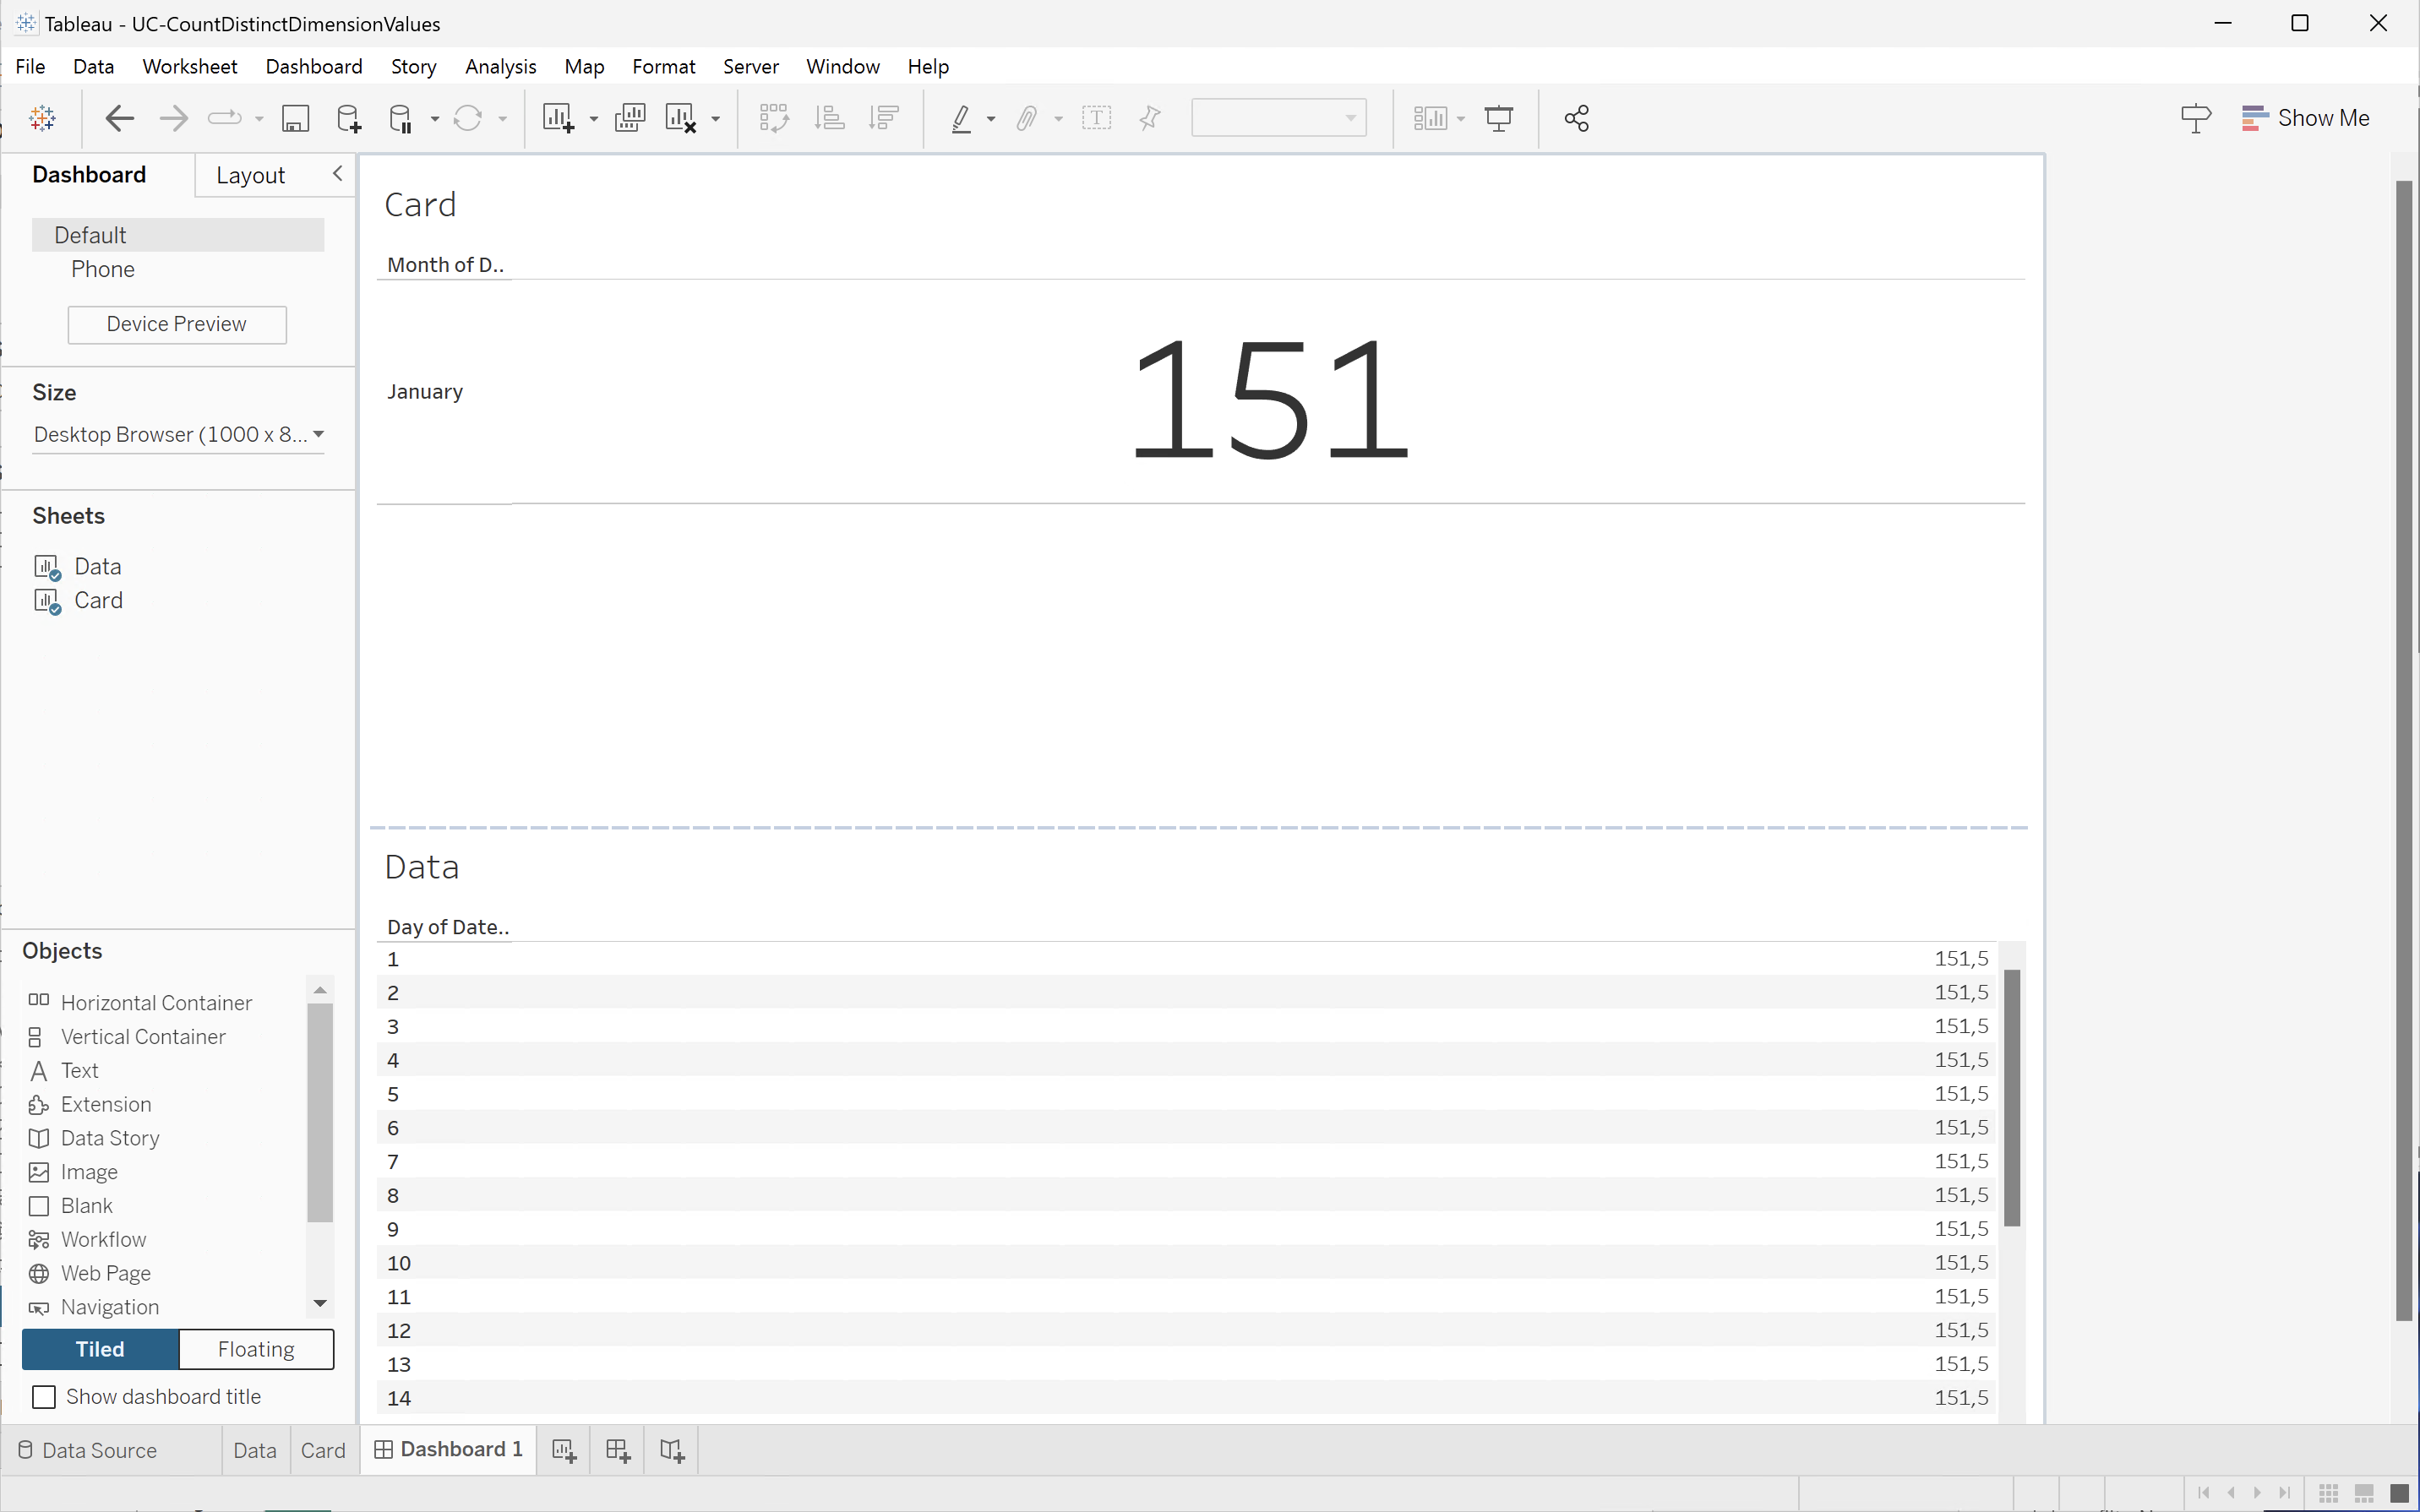 Tableau - UC-CountDistinctDimensionValues
File Data Worksheet Dashboard Story Analysis Map Format Server Window Help
Show Me
Dashboard Layout
Default
Phone
Device Preview
Size
Desktop Browser (1000 x 8...
Sheets
Data
Card
Objects
Horizontal Container
Vertical Container
Text
Extension
Data Story
Image
Blank
Workflow
Web Page
Navigation
Tiled Floating
Show dashboard title
Card
Month of D..
January 151
Data
Day of Date..
1 151,5
2 151,5
3 151,5
4 151,5
5 151,5
6 151,5
7 151,5
8 151,5
9 151,5
10 151,5
11 151,5
12 151,5
13 151,5
14 151,5
Data Source Data Card Dashboard 1